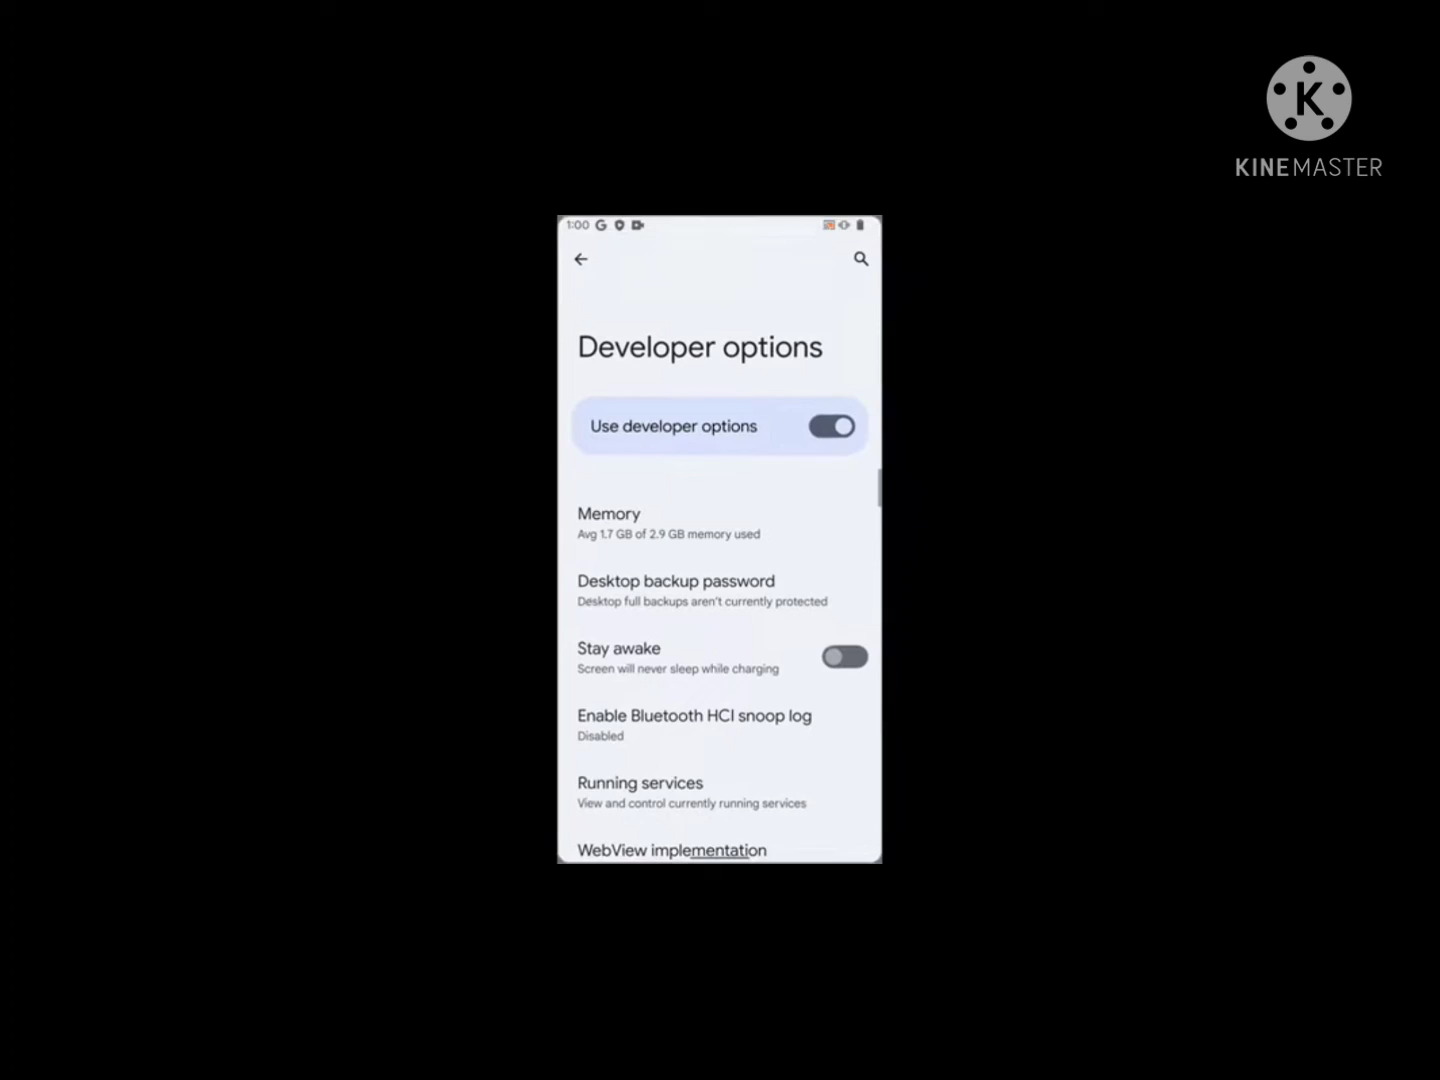 K
KINEMASTER
1:00
Developer options
Use developer options
Memory
Avg 1.7 GB of 2.9 GB memory used
Desktop backup password
Desktop full backups aren't currently protected
Stay awake
Screen will never sleep while charging
Enable Bluetooth HCI snoop log
Disabled
Running services
View and control currently running services
WebView implementation